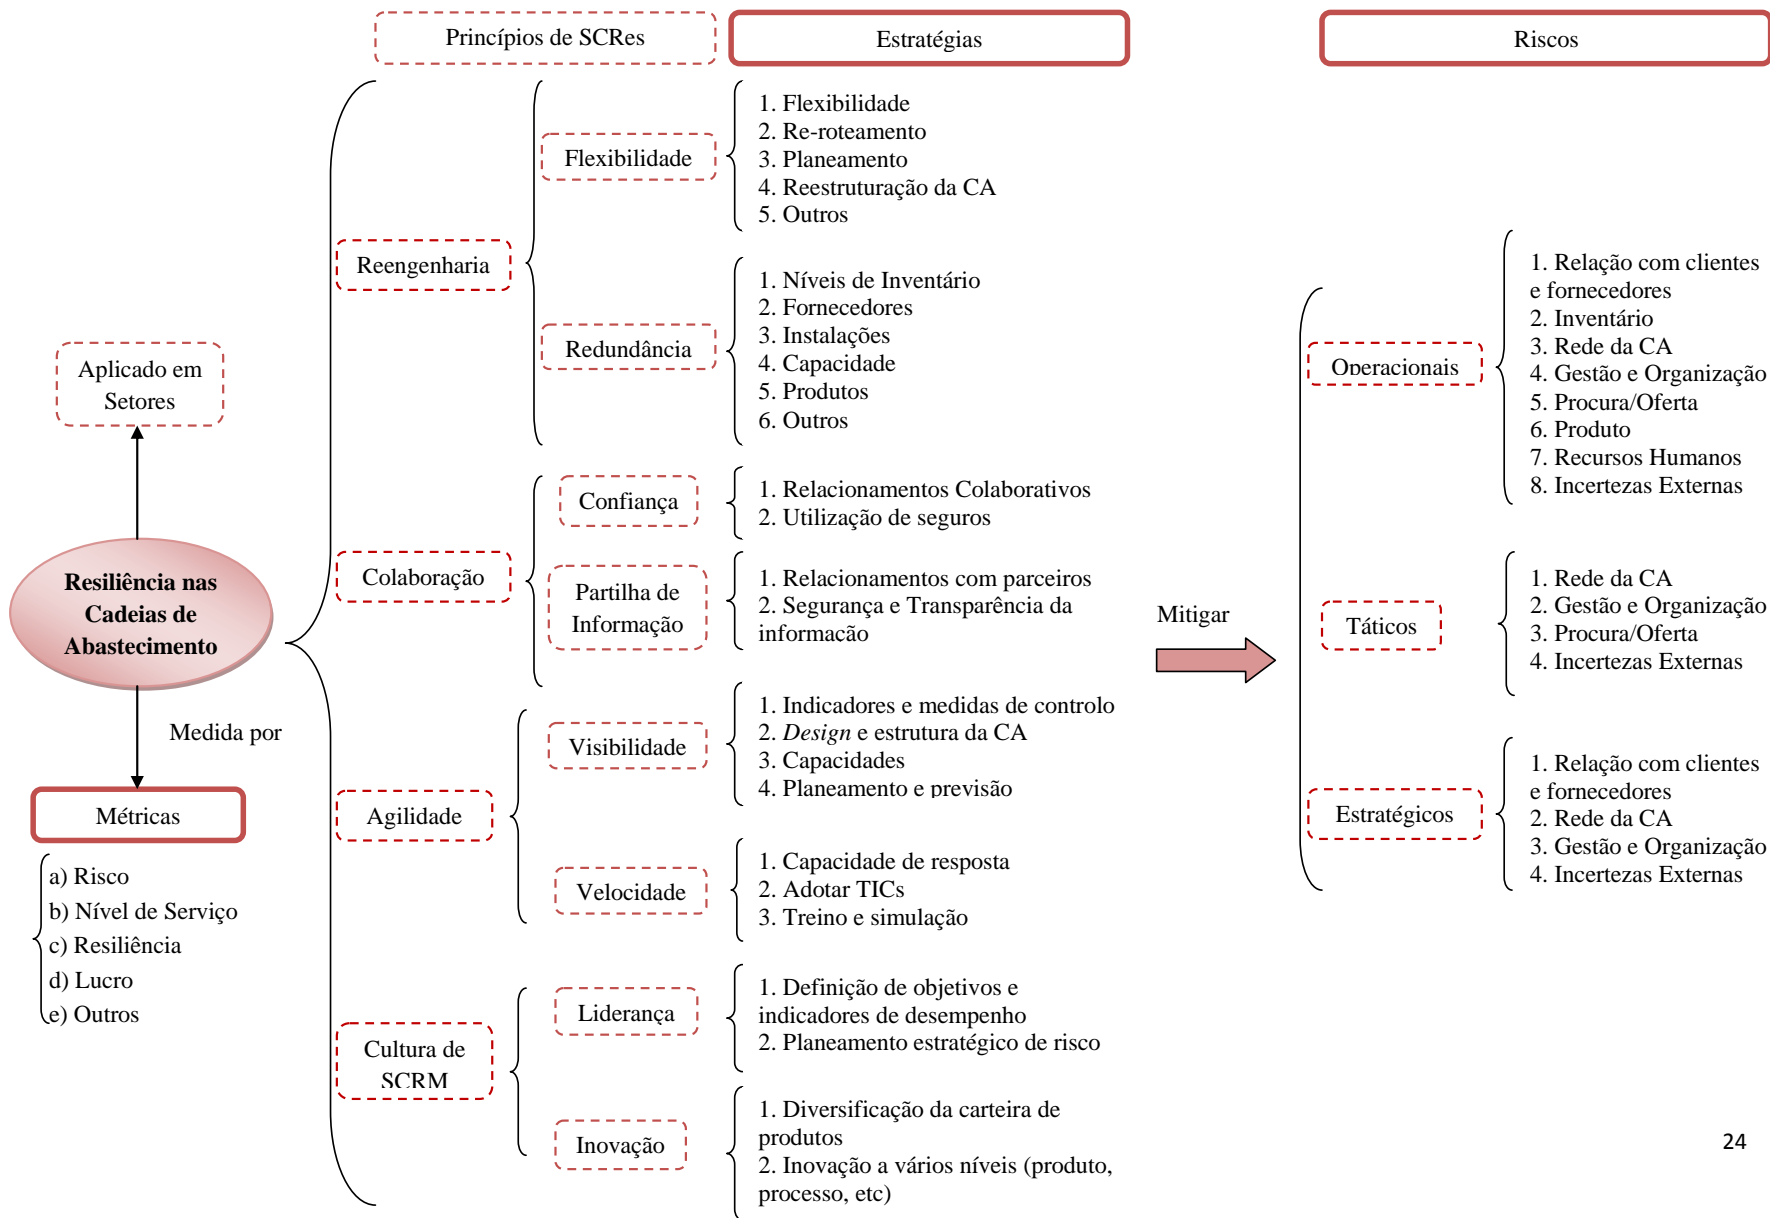 Princípios de SCRes
Estratégias
Riscos
Aplicado em
Setores
Resiliência nas
Cadeias de
Abastecimento
Medida por
Métricas
a) Risco
b) Nível de Serviço
c) Resiliência
d) Lucro
e) Outros
Reengenharia
Flexibilidade
1. Flexibilidade
2. Re-roteamento
3. Planeamento
4. Reestruturação da CA
5. Outros
Redundância
1. Níveis de Inventário
2. Fornecedores
3. Instalações
4. Capacidade
5. Produtos
6. Outros
Colaboração
Confiança
1. Relacionamentos Colaborativos
2. Utilização de seguros
Partilha de
Informação
1. Relacionamentos com parceiros
2. Segurança e Transparência da
informação
Agilidade
Visibilidade
1. Indicadores e medidas de controlo
2. Design e estrutura da CA
3. Capacidades
4. Planeamento e previsão
Velocidade
1. Capacidade de resposta
2. Adotar TICs
3. Treino e simulação
Cultura de
SCRM
Liderança
1. Definição de objetivos e
indicadores de desempenho
2. Planeamento estratégico de risco
Inovação
1. Diversificação da carteira de
produtos
2. Inovação a vários níveis (produto,
processo, etc)
Mitigar
Operacionais
1. Relação com clientes
e fornecedores
2. Inventário
3. Rede da CA
4. Gestão e Organização
5. Procura/Oferta
6. Produto
7. Recursos Humanos
8. Incertezas Externas
Táticos
1. Rede da CA
2. Gestão e Organização
3. Procura/Oferta
4. Incertezas Externas
Estratégicos
1. Relação com clientes
e fornecedores
2. Rede da CA
3. Gestão e Organização
4. Incertezas Externas
24